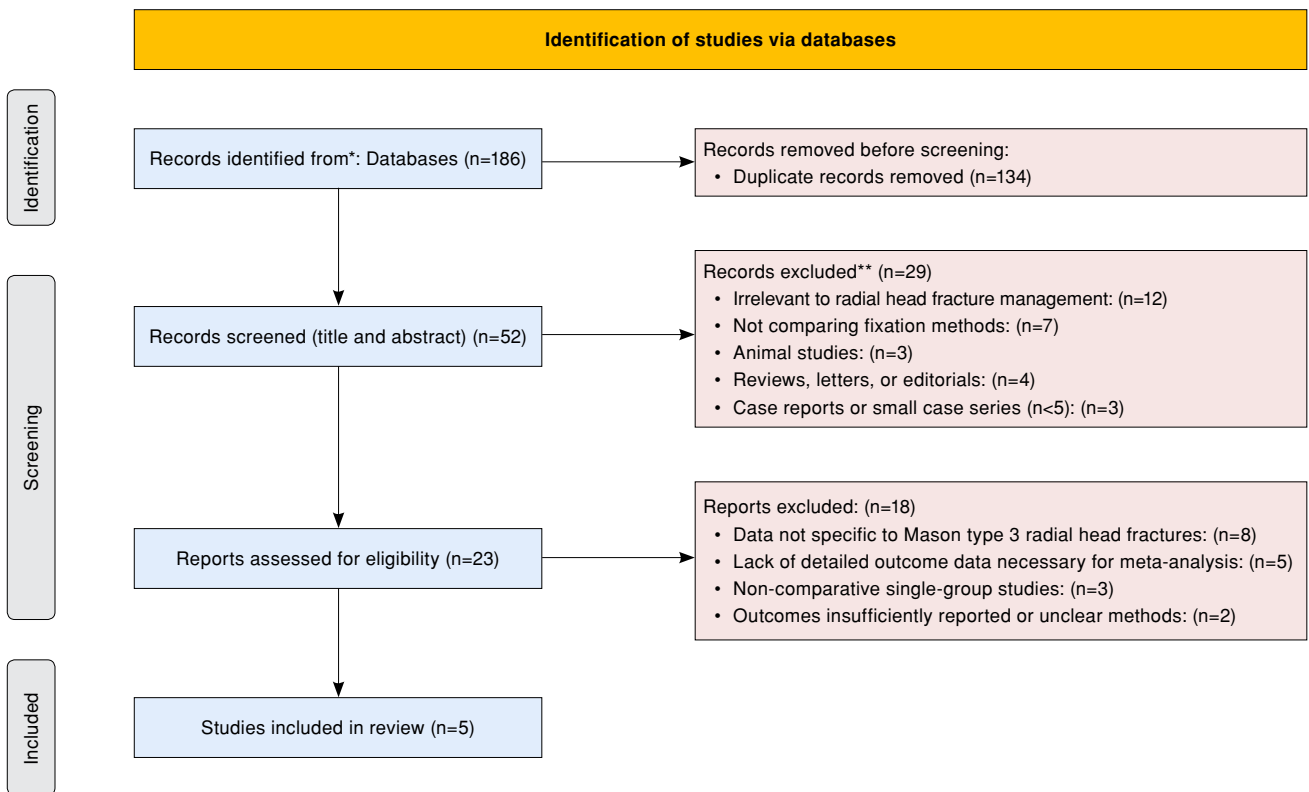 Identification of studies via databases
Identification
Records identified from*: Databases (n=186)
Records removed before screening:
• Duplicate records removed (n=134)
Screening
Records screened (title and abstract) (n=52)
Records excluded** (n=29)
• Irrelevant to radial head fracture management: (n=12)
• Not comparing fixation methods: (n=7)
• Animal studies: (n=3)
• Reviews, letters, or editorials: (n=4)
• Case reports or small case series (n<5): (n=3)
Reports assessed for eligibility (n=23)
Reports excluded: (n=18)
• Data not specific to Mason type 3 radial head fractures: (n=8)
• Lack of detailed outcome data necessary for meta-analysis: (n=5)
• Non-comparative single-group studies: (n=3)
• Outcomes insufficiently reported or unclear methods: (n=2)
Included
Studies included in review (n=5)